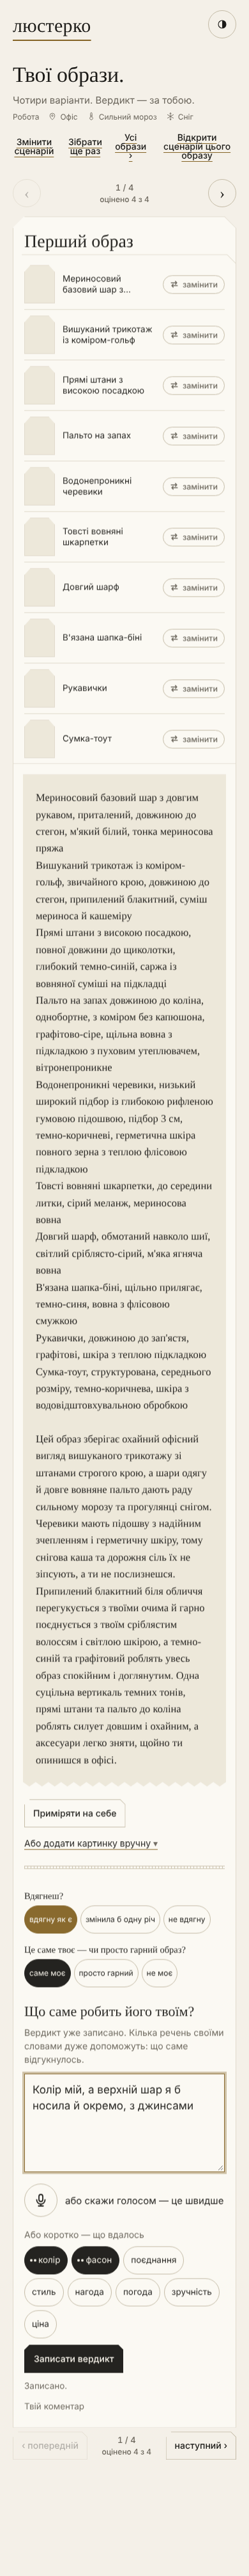 люстерко
Твої образи.
Чотири варіанти. Вердикт — за тобою.
Робота Офіс Сильний мороз Сніг
Змінити сценарій
Зібрати ще раз
Усі образи ›
Відкрити сценарій цього образу
‹
1 / 4
оцінено 4 з 4
›
Перший образ
Мериносовий базовий шар з…
замінити
Вишуканий трикотаж із коміром-гольф
замінити
Прямі штани з високою посадкою
замінити
Пальто на запах
замінити
Водонепроникні черевики
замінити
Товсті вовняні шкарпетки
замінити
Довгий шарф
замінити
В'язана шапка-біні
замінити
Рукавички
замінити
Сумка-тоут
замінити
Мериносовий базовий шар з довгим
рукавом, приталений, довжиною до
стегон, м'який білий, тонка мериносова
пряжа
Вишуканий трикотаж із коміром-
гольф, звичайного крою, довжиною до
стегон, припилений блакитний, суміш
мериноса й кашеміру
Прямі штани з високою посадкою,
повної довжини до щиколотки,
глибокий темно-синій, саржа із
вовняної суміші на підкладці
Пальто на запах довжиною до коліна,
однобортне, з коміром без капюшона,
графітово-сіре, щільна вовна з
підкладкою з пуховим утеплювачем,
вітронепроникне
Водонепроникні черевики, низький
широкий підбор із глибокою рифленою
гумовою підошвою, підбор 3 см,
темно-коричневі, герметична шкіра
повного зерна з теплою флісовою
підкладкою
Товсті вовняні шкарпетки, до середини
литки, сірий меланж, мериносова
вовна
Довгий шарф, обмотаний навколо шиї,
світлий сріблясто-сірий, м'яка ягняча
вовна
В'язана шапка-біні, щільно прилягає,
темно-синя, вовна з флісовою
смужкою
Рукавички, довжиною до зап'ястя,
графітові, шкіра з теплою підкладкою
Сумка-тоут, структурована, середнього
розміру, темно-коричнева, шкіра з
водовідштовхувальною обробкою
Цей образ зберігає охайний офісний
вигляд вишуканого трикотажу зі
штанами строгого крою, а шари одягу
й довге вовняне пальто дають раду
сильному морозу та прогулянці снігом.
Черевики мають підошву з надійним
зчепленням і герметичну шкіру, тому
снігова каша та дорожня сіль їх не
зіпсують, а ти не послизнешся.
Припилений блакитний біля обличчя
перегукується з твоїми очима й гарно
поєднується з твоїм сріблястим
волоссям і світлою шкірою, а темно-
синій та графітовий роблять увесь
образ спокійним і доглянутим. Одна
суцільна вертикаль темних тонів,
прямі штани та пальто до коліна
роблять силует довшим і охайним, а
аксесуари легко зняти, щойно ти
опинишся в офісі.
Приміряти на себе
Або додати картинку вручну ▾
Вдягнеш?
вдягну як є
змінила б одну річ
не вдягну
Це саме твоє — чи просто гарний образ?
саме моє
просто гарний
не моє
Що саме робить його твоїм?
Вердикт уже записано. Кілька речень своїми
словами дуже допоможуть: що саме
відгукнулось.
Колір мій, а верхній шар я б
носила й окремо, з джинсами
або скажи голосом — це швидше
Або коротко — що вдалось
колір
фасон
поєднання
стиль
нагода
погода
зручність
ціна
Записати вердикт
Записано.
Твій коментар
‹ попередній
1 / 4
оцінено 4 з 4
наступний ›